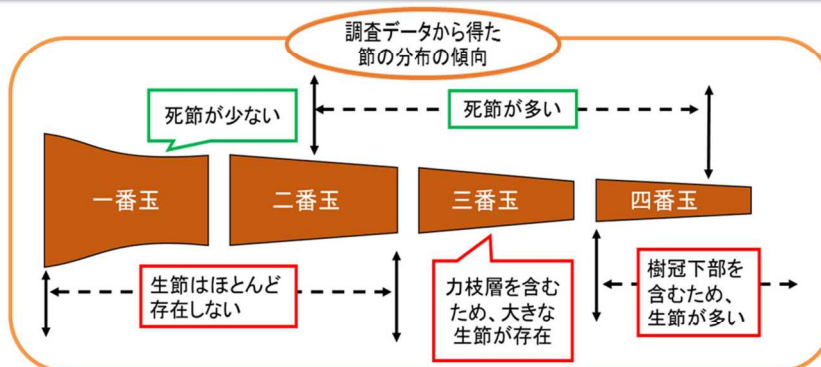 調査データから得た
節の分布の傾向
死節が少ない
死節が多い
一番玉
二番玉
三番玉
四番玉
生節はほとんど
存在しない
力枝層を含む
ため、大きな
生節が存在
樹冠下部を
含むため、
生節が多い